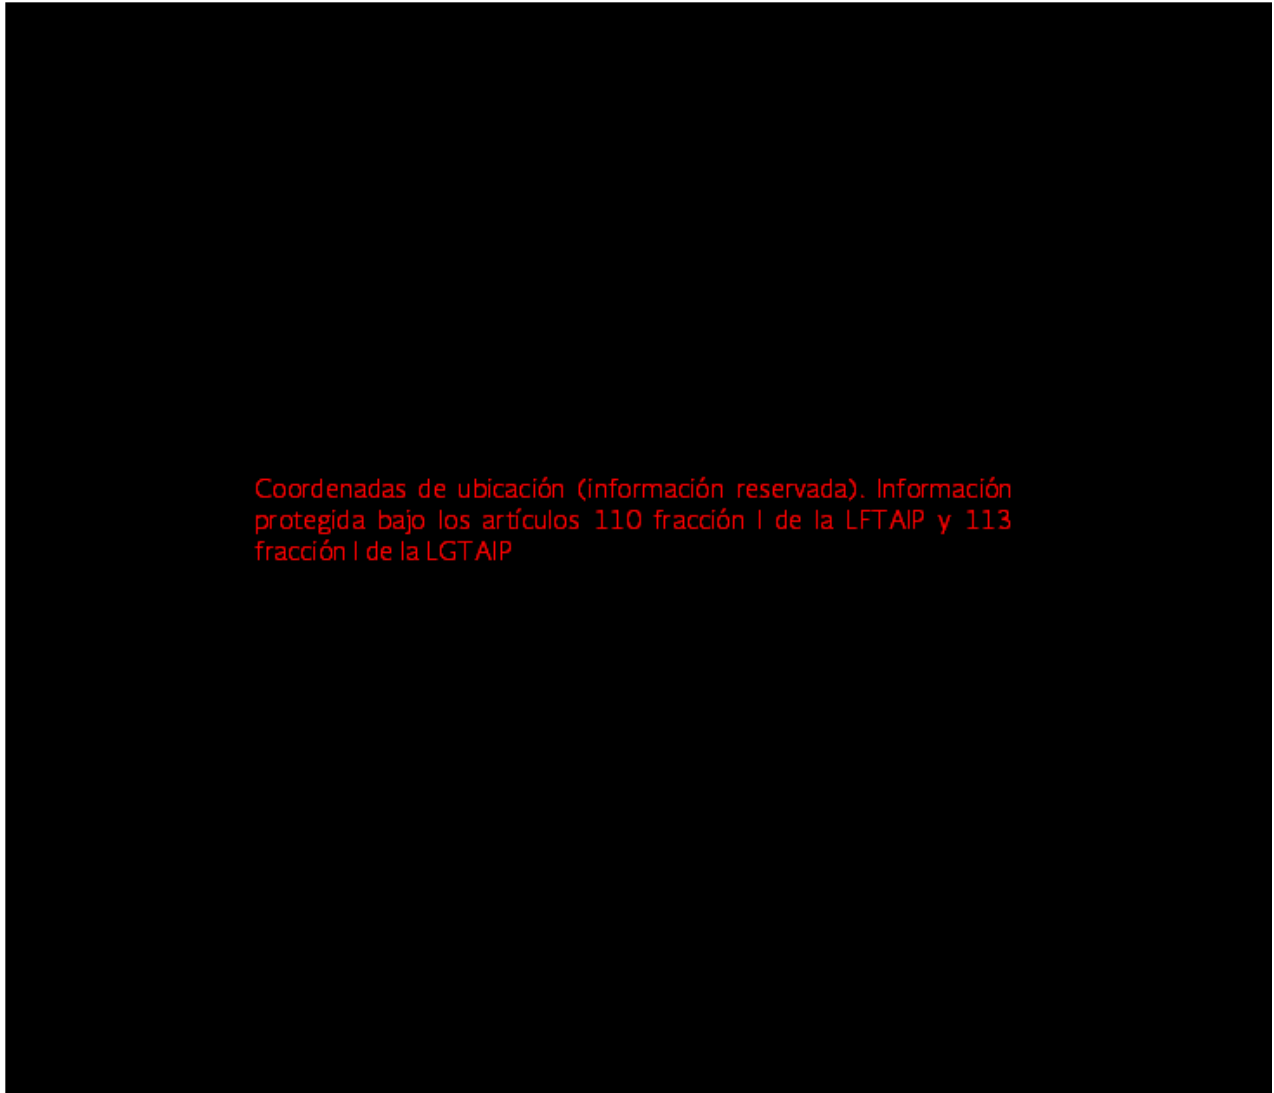 Coordenadas de ubicación (información reservada). Información
protegida bajo los artículos 110 fracción I de la LFTAIP y 113
fracción I de la LGTAIP